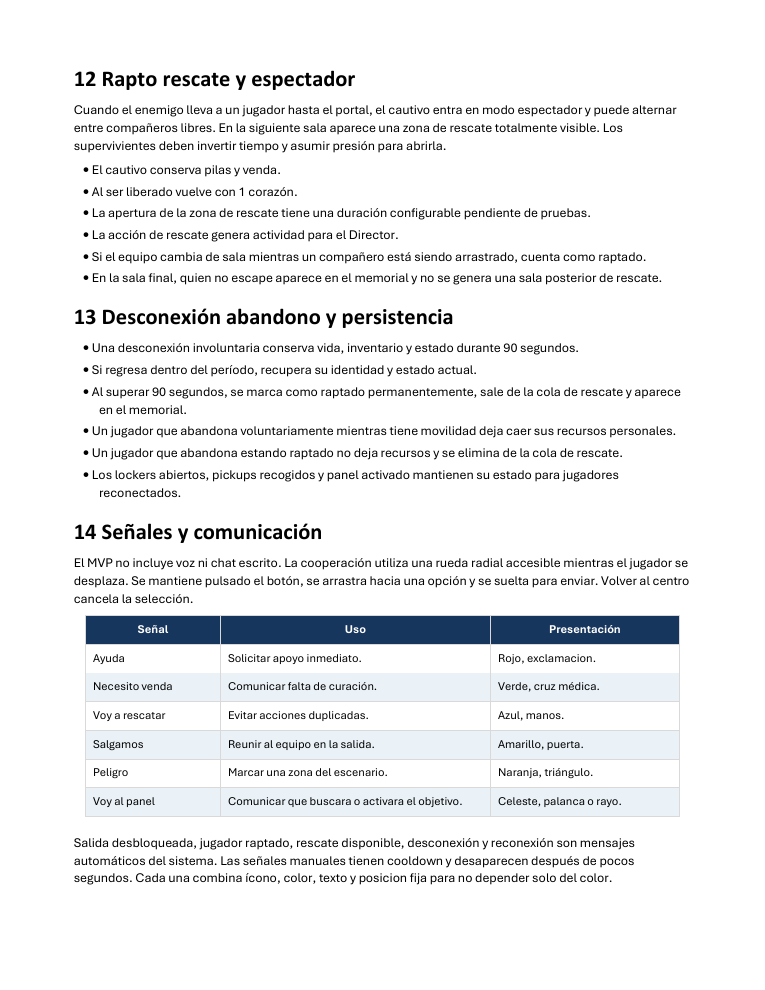 12 Rapto rescate y espectador
Cuando el enemigo lleva a un jugador hasta el portal, el cautivo entra en modo espectador y puede alternar
entre compañeros libres. En la siguiente sala aparece una zona de rescate totalmente visible. Los
supervivientes deben invertir tiempo y asumir presión para abrirla.
• El cautivo conserva pilas y venda.
• Al ser liberado vuelve con 1 corazón.
• La apertura de la zona de rescate tiene una duración configurable pendiente de pruebas.
• La acción de rescate genera actividad para el Director.
• Si el equipo cambia de sala mientras un compañero está siendo arrastrado, cuenta como raptado.
• En la sala final, quien no escape aparece en el memorial y no se genera una sala posterior de rescate.
13 Desconexión abandono y persistencia
• Una desconexión involuntaria conserva vida, inventario y estado durante 90 segundos.
• Si regresa dentro del período, recupera su identidad y estado actual.
• Al superar 90 segundos, se marca como raptado permanentemente, sale de la cola de rescate y aparece
en el memorial.
• Un jugador que abandona voluntariamente mientras tiene movilidad deja caer sus recursos personales.
• Un jugador que abandona estando raptado no deja recursos y se elimina de la cola de rescate.
• Los lockers abiertos, pickups recogidos y panel activado mantienen su estado para jugadores
reconectados.
14 Señales y comunicación
El MVP no incluye voz ni chat escrito. La cooperación utiliza una rueda radial accesible mientras el jugador se
desplaza. Se mantiene pulsado el botón, se arrastra hacia una opción y se suelta para enviar. Volver al centro
cancela la selección.
Señal Uso Presentación
Ayuda Solicitar apoyo inmediato. Rojo, exclamacion.
Necesito venda Comunicar falta de curación. Verde, cruz médica.
Voy a rescatar Evitar acciones duplicadas. Azul, manos.
Salgamos Reunir al equipo en la salida. Amarillo, puerta.
Peligro Marcar una zona del escenario. Naranja, triángulo.
Voy al panel Comunicar que buscara o activara el objetivo. Celeste, palanca o rayo.
Salida desbloqueada, jugador raptado, rescate disponible, desconexión y reconexión son mensajes
automáticos del sistema. Las señales manuales tienen cooldown y desaparecen después de pocos
segundos. Cada una combina ícono, color, texto y posicion fija para no depender solo del color.